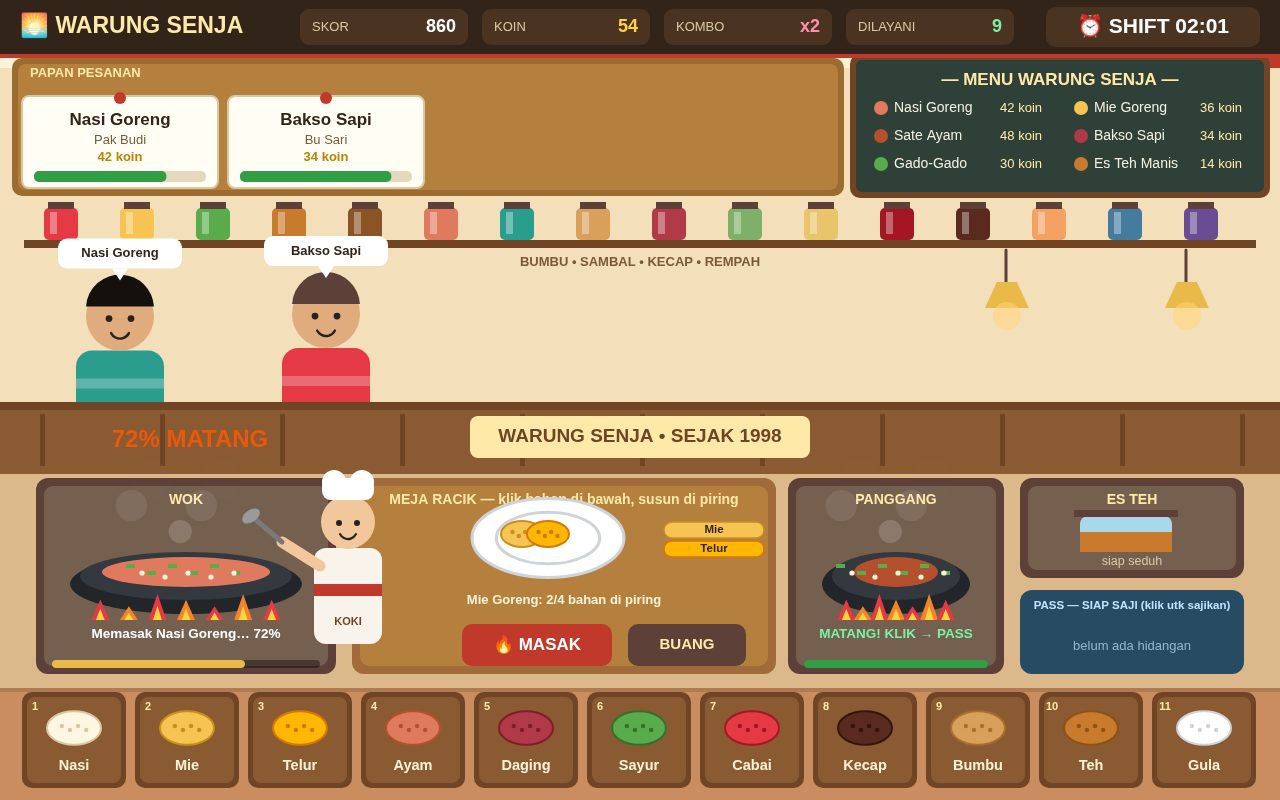 🌅 WARUNG SENJA
SKOR 860
KOIN 54
KOMBO x2
DILAYANI 9
⏰ SHIFT 02:01
PAPAN PESANAN
Nasi Goreng
Pak Budi
42 koin
Bakso Sapi
Bu Sari
34 koin
— MENU WARUNG SENJA —
Nasi Goreng 42 koin
Mie Goreng 36 koin
Sate Ayam 48 koin
Bakso Sapi 34 koin
Gado-Gado 30 koin
Es Teh Manis 14 koin
Nasi Goreng
Bakso Sapi
BUMBU • SAMBAL • KECAP • REMPAH
72% MATANG
WARUNG SENJA • SEJAK 1998
WOK
Memasak Nasi Goreng… 72%
KOKI
MEJA RACIK — klik bahan di bawah, susun di piring
Mie
Telur
Mie Goreng: 2/4 bahan di piring
🔥 MASAK
BUANG
PANGGANG
MATANG! KLIK → PASS
ES TEH
siap seduh
PASS — SIAP SAJI (klik utk sajikan)
belum ada hidangan
1 Nasi
2 Mie
3 Telur
4 Ayam
5 Daging
6 Sayur
7 Cabai
8 Kecap
9 Bumbu
10 Teh
11 Gula